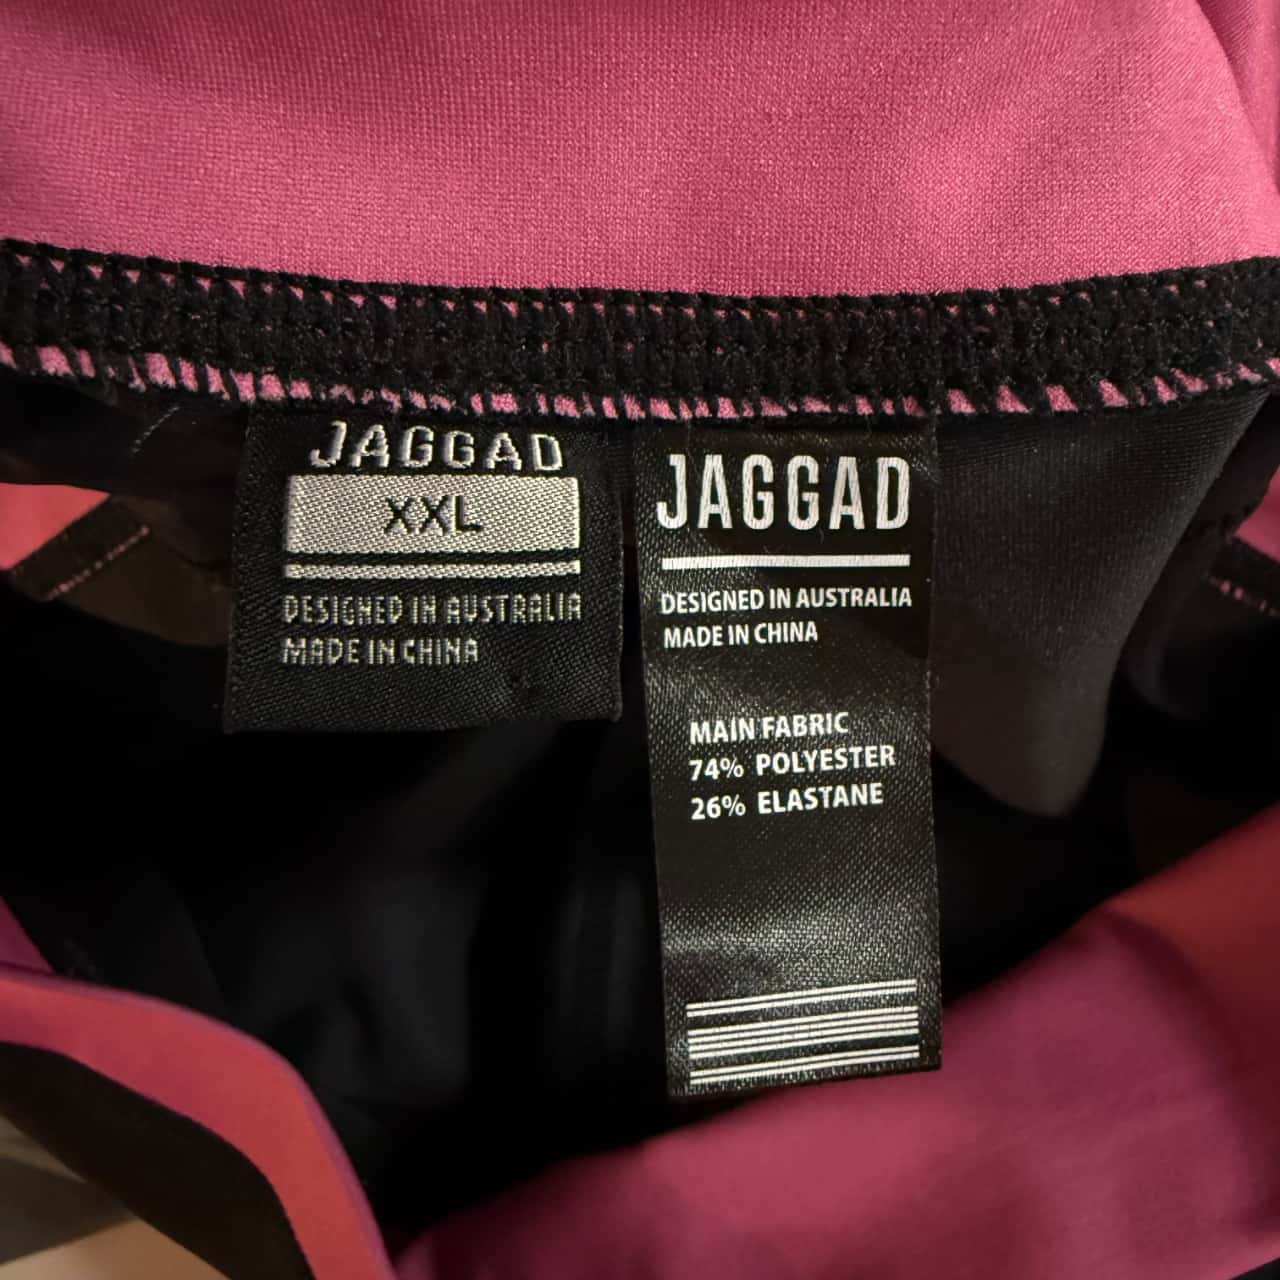 JAGGAD
XXL
DESIGNED IN AUSTRALIA
MADE IN CHINA
JAGGAD
DESIGNED IN AUSTRALIA
MADE IN CHINA
MAIN FABRIC
74% POLYESTER
26% ELASTANE